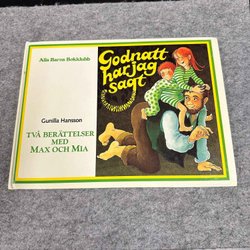 Alla Barns Bokklubb
Godnatt
har jag
sagt
Gunilla Hansson
TVÅ BERÄTTELSER
MED
MAX OCH MIA